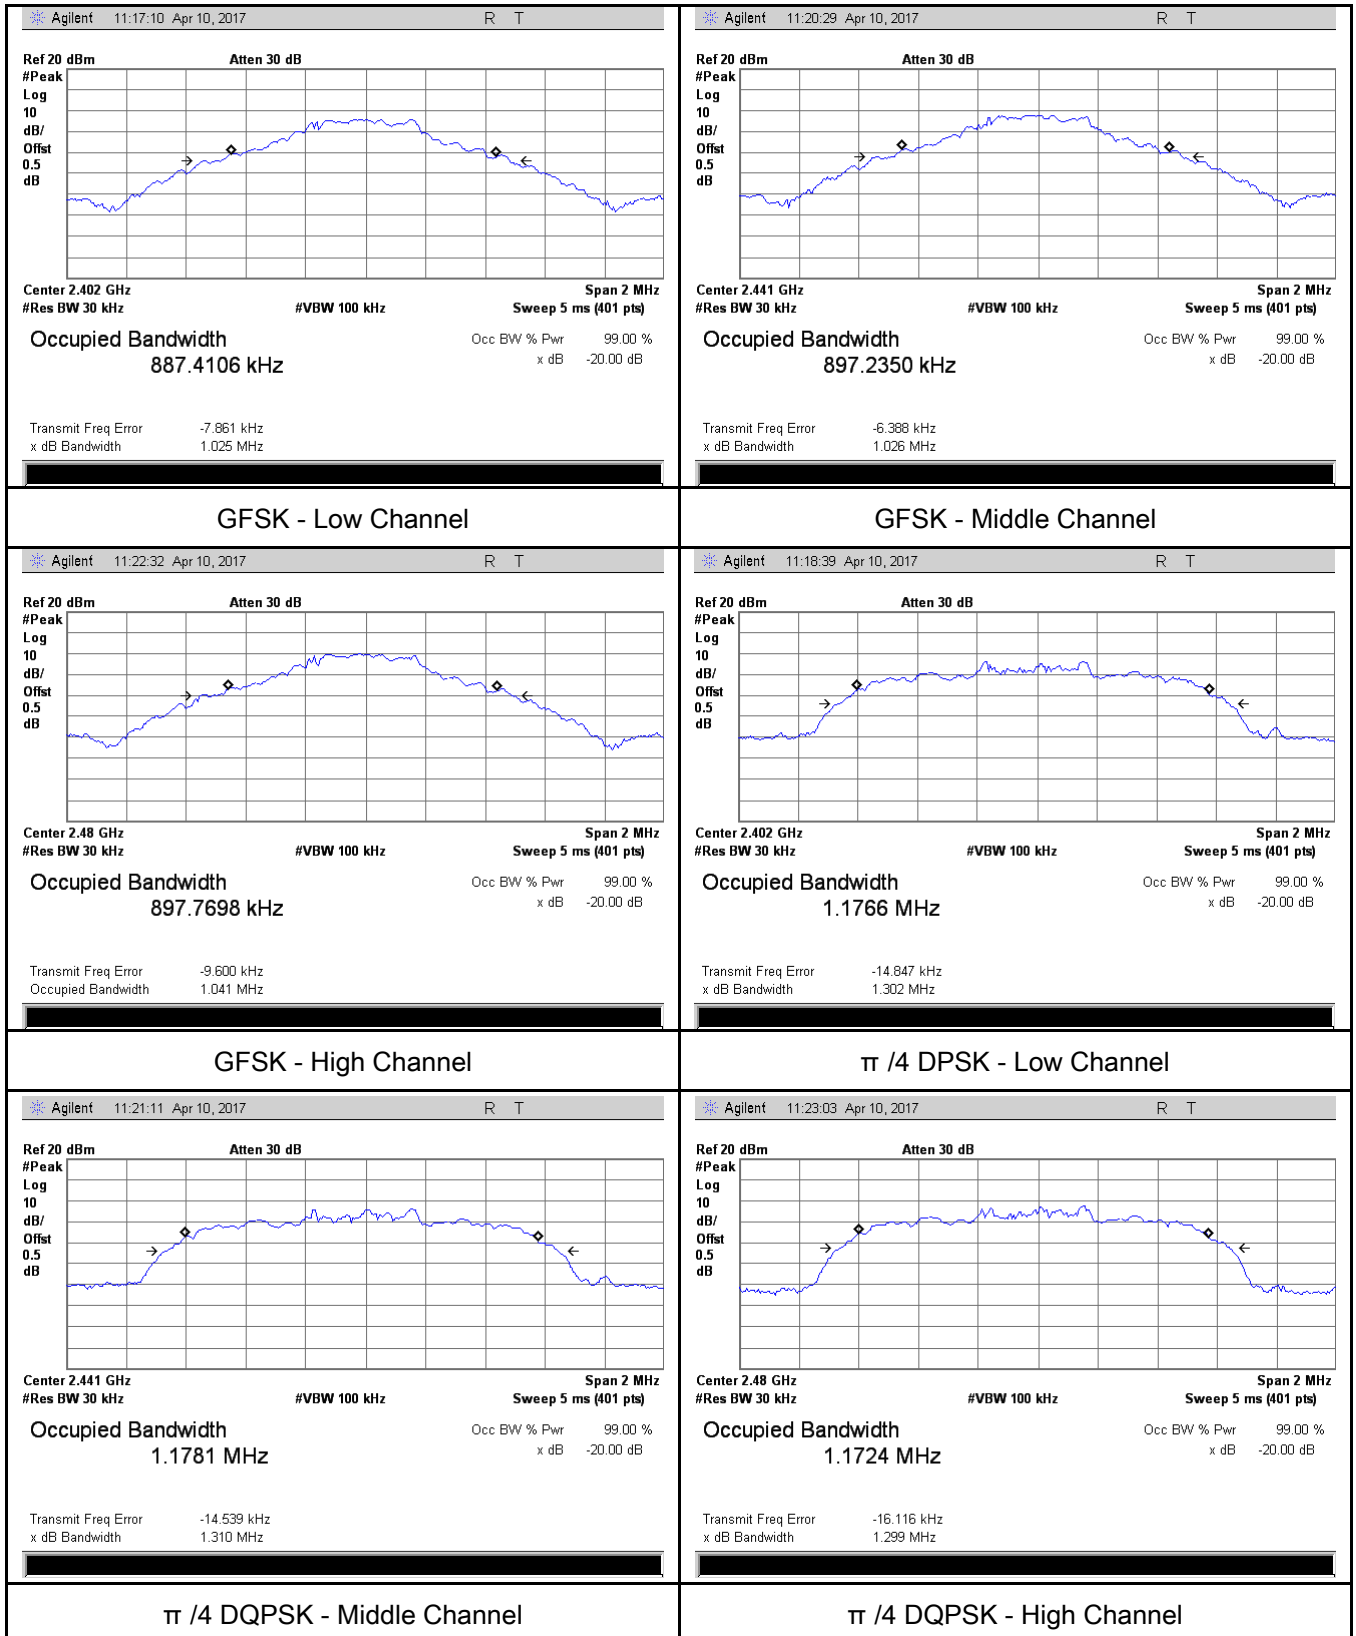 Agilent 11:17:10 Apr 10, 2017 R T
Ref 20 dBm Atten 30 dB
#Peak
Log
10
dB/
Offst
0.5
dB
Center 2.402 GHz Span 2 MHz
#Res BW 30 kHz #VBW 100 kHz Sweep 5 ms (401 pts)
Occupied Bandwidth Occ BW % Pwr 99.00 %
887.4106 kHz x dB -20.00 dB
Transmit Freq Error -7.861 kHz
x dB Bandwidth 1.025 MHz
GFSK - Low Channel
Agilent 11:20:29 Apr 10, 2017 R T
Ref 20 dBm Atten 30 dB
#Peak
Log
10
dB/
Offst
0.5
dB
Center 2.441 GHz Span 2 MHz
#Res BW 30 kHz #VBW 100 kHz Sweep 5 ms (401 pts)
Occupied Bandwidth Occ BW % Pwr 99.00 %
897.2350 kHz x dB -20.00 dB
Transmit Freq Error -6.388 kHz
x dB Bandwidth 1.026 MHz
GFSK - Middle Channel
Agilent 11:22:32 Apr 10, 2017 R T
Ref 20 dBm Atten 30 dB
#Peak
Log
10
dB/
Offst
0.5
dB
Center 2.48 GHz Span 2 MHz
#Res BW 30 kHz #VBW 100 kHz Sweep 5 ms (401 pts)
Occupied Bandwidth Occ BW % Pwr 99.00 %
897.7698 kHz x dB -20.00 dB
Transmit Freq Error -9.600 kHz
Occupied Bandwidth 1.041 MHz
GFSK - High Channel
Agilent 11:18:39 Apr 10, 2017 R T
Ref 20 dBm Atten 30 dB
#Peak
Log
10
dB/
Offst
0.5
dB
Center 2.402 GHz Span 2 MHz
#Res BW 30 kHz #VBW 100 kHz Sweep 5 ms (401 pts)
Occupied Bandwidth Occ BW % Pwr 99.00 %
1.1766 MHz x dB -20.00 dB
Transmit Freq Error -14.847 kHz
x dB Bandwidth 1.302 MHz
π /4 DPSK - Low Channel
Agilent 11:21:11 Apr 10, 2017 R T
Ref 20 dBm Atten 30 dB
#Peak
Log
10
dB/
Offst
0.5
dB
Center 2.441 GHz Span 2 MHz
#Res BW 30 kHz #VBW 100 kHz Sweep 5 ms (401 pts)
Occupied Bandwidth Occ BW % Pwr 99.00 %
1.1781 MHz x dB -20.00 dB
Transmit Freq Error -14.539 kHz
x dB Bandwidth 1.310 MHz
π /4 DQPSK - Middle Channel
Agilent 11:23:03 Apr 10, 2017 R T
Ref 20 dBm Atten 30 dB
#Peak
Log
10
dB/
Offst
0.5
dB
Center 2.48 GHz Span 2 MHz
#Res BW 30 kHz #VBW 100 kHz Sweep 5 ms (401 pts)
Occupied Bandwidth Occ BW % Pwr 99.00 %
1.1724 MHz x dB -20.00 dB
Transmit Freq Error -16.116 kHz
x dB Bandwidth 1.299 MHz
π /4 DQPSK - High Channel